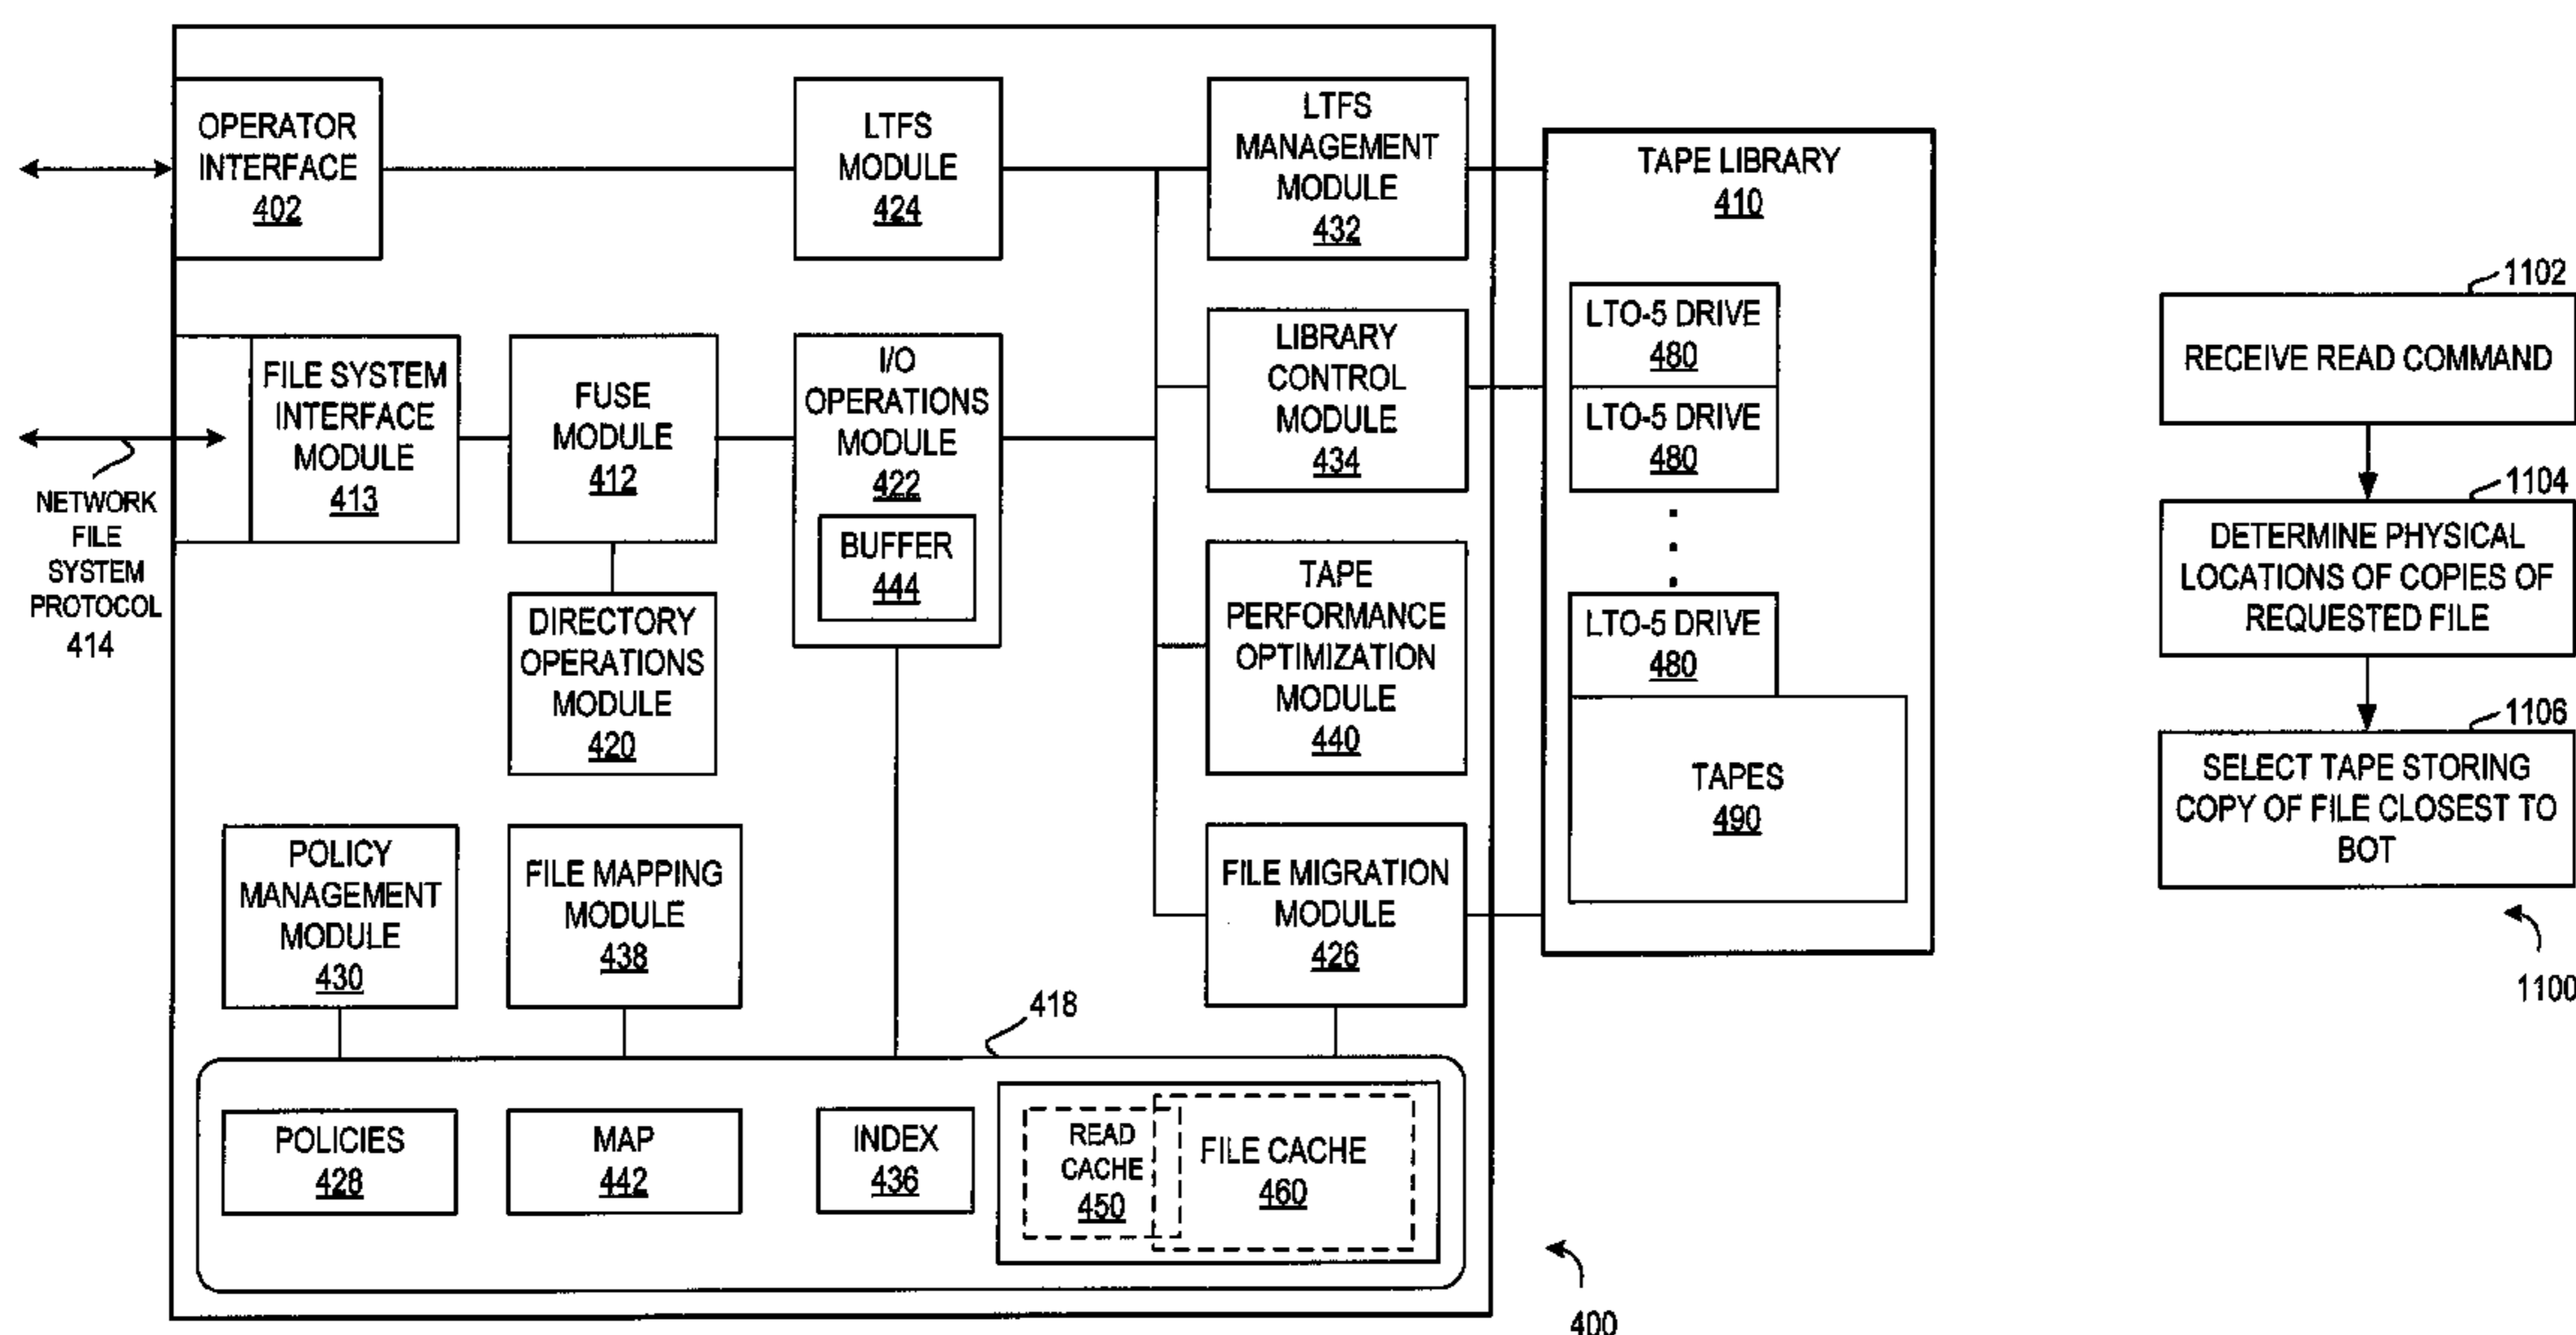 OPERATOR
INTERFACE
402
LTFS
MODULE
424
LTFS
MANAGEMENT
MODULE
432
TAPE LIBRARY
410
FILE SYSTEM
INTERFACE
MODULE
413
NETWORK
FILE
SYSTEM
PROTOCOL
414
FUSE
MODULE
412
I/O
OPERATIONS
MODULE
422
BUFFER
444
LIBRARY
CONTROL
MODULE
434
LTO-5 DRIVE
480
LTO-5 DRIVE
480
LTO-5 DRIVE
480
TAPES
490
DIRECTORY
OPERATIONS
MODULE
420
TAPE
PERFORMANCE
OPTIMIZATION
MODULE
440
POLICY
MANAGEMENT
MODULE
430
FILE MAPPING
MODULE
438
FILE MIGRATION
MODULE
426
418
POLICIES
428
MAP
442
INDEX
436
READ
CACHE
450
FILE CACHE
460
400
1102
RECEIVE READ COMMAND
1104
DETERMINE PHYSICAL
LOCATIONS OF COPIES OF
REQUESTED FILE
1106
SELECT TAPE STORING
COPY OF FILE CLOSEST TO
BOT
1100